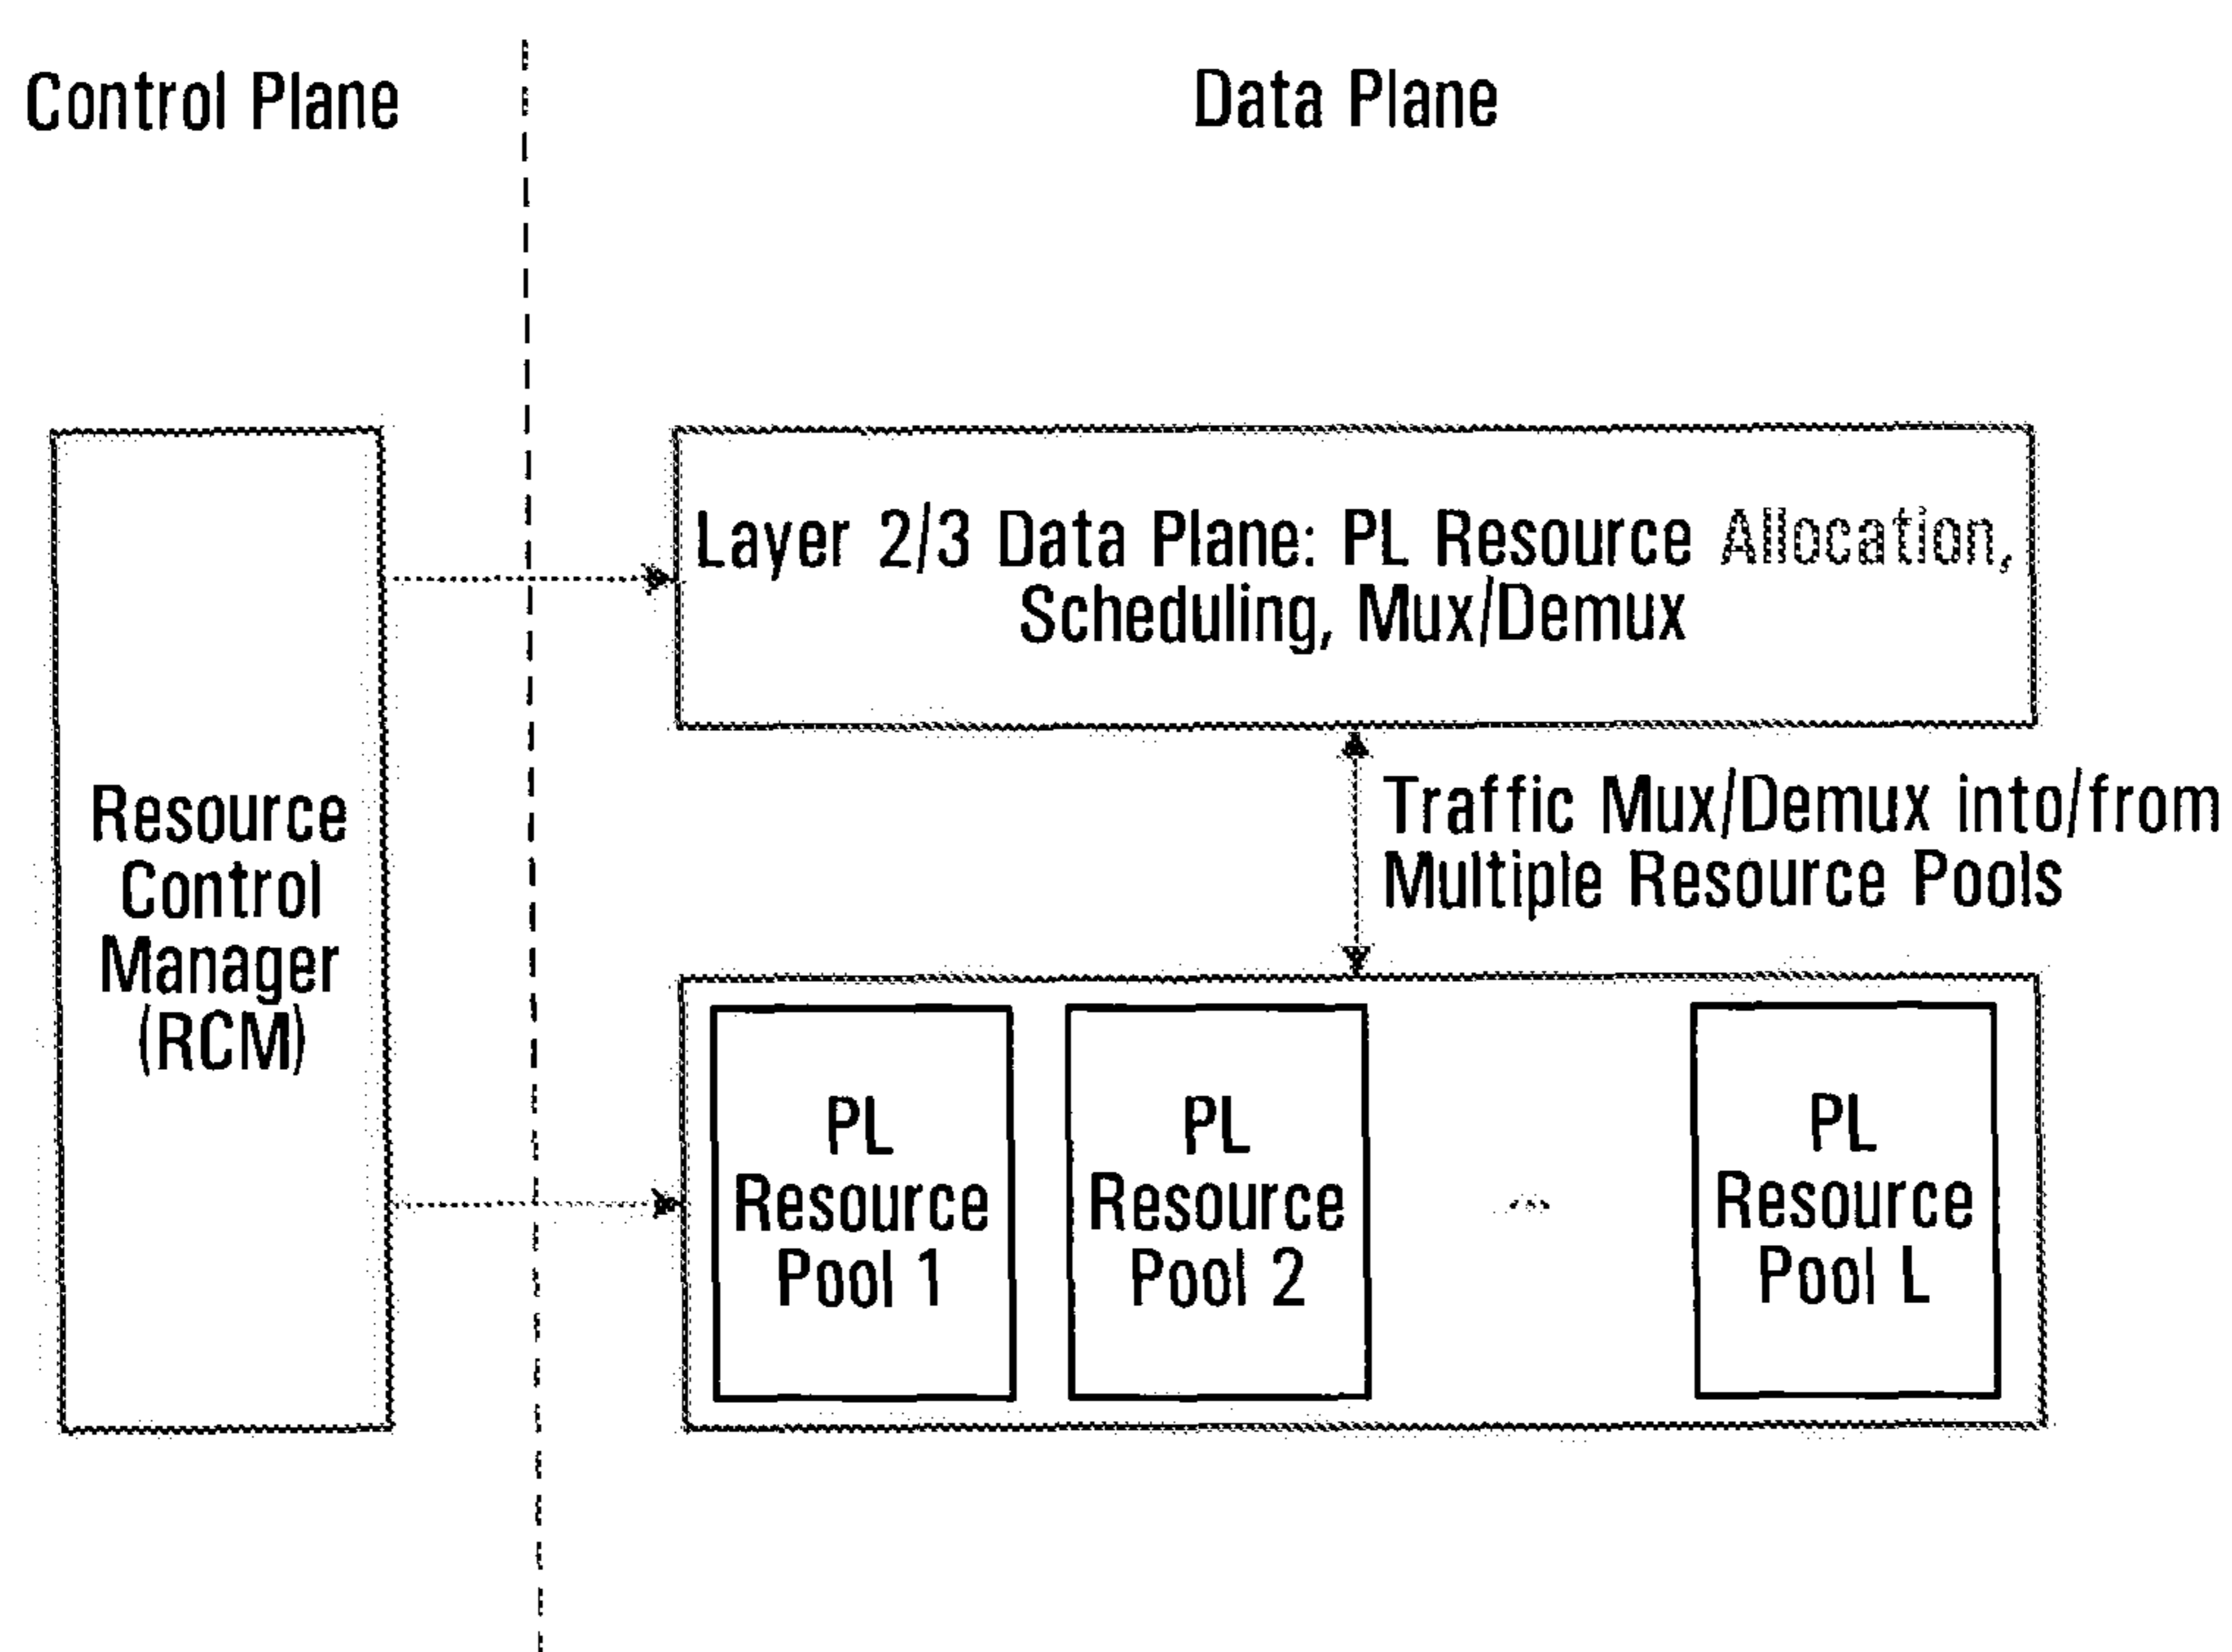 Control Plane
Data Plane
Layer 2/3 Data Plane: PL Resource Allocation,
Scheduling, Mux/Demux
Resource
Control
Manager
(RCM)
Traffic Mux/Demux into/from
Multiple Resource Pools
PL
Resource
Pool 1
PL
Resource
Pool 2
...
PL
Resource
Pool L